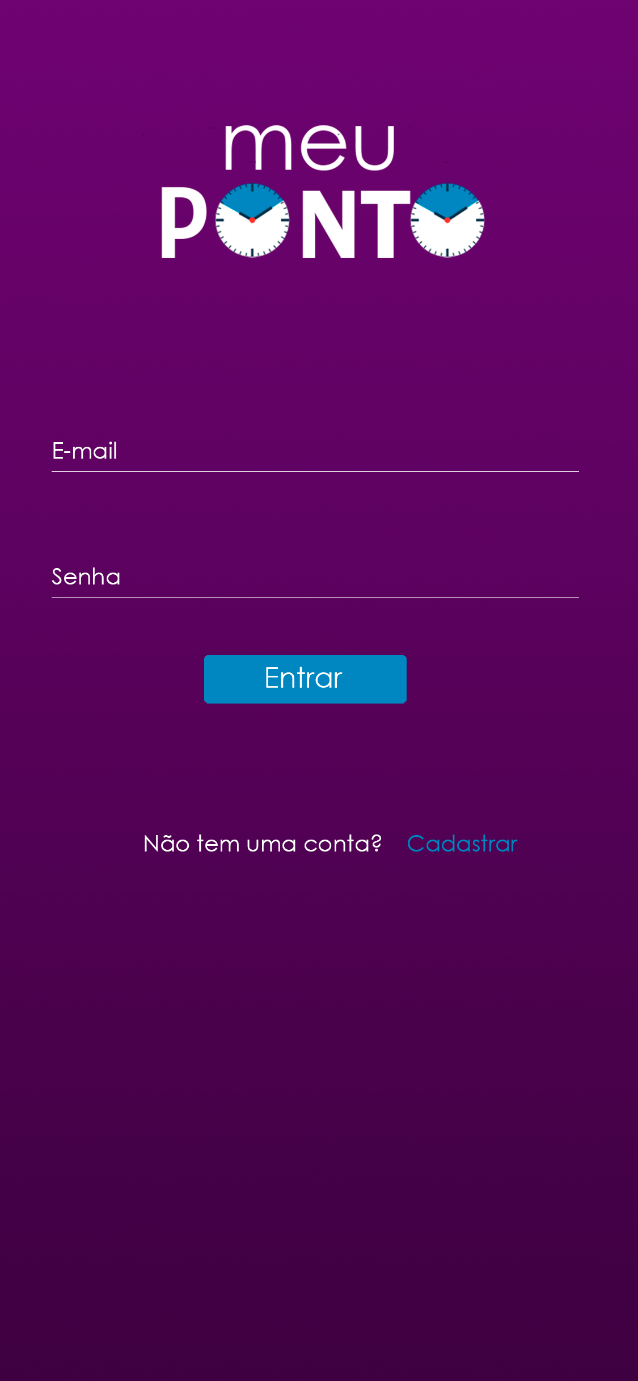 meu
PONTO
E-mail
Senha
Entrar
Não tem uma conta? Cadastrar